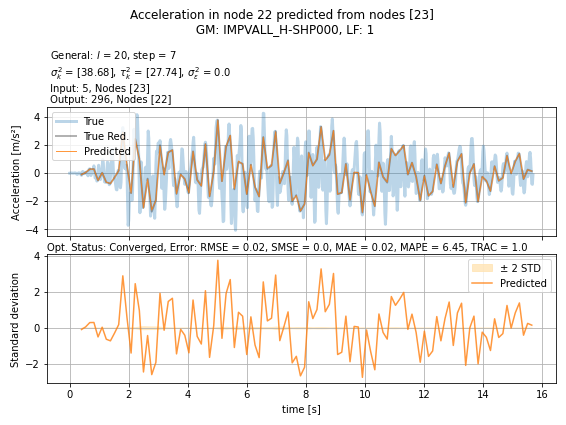 Acceleration in node 22 predicted from nodes [23]
GM: IMPVALL_H-SHP000, LF: 1
General: l = 20, step = 7
σ²ₖ = [38.68], τ²ₖ = [27.74], σ²ε = 0.0
Input: 5, Nodes [23]
Output: 296, Nodes [22]
True
True Red.
Predicted
Acceleration [m/s²]
4
2
0
−2
−4
Opt. Status: Converged, Error: RMSE = 0.02, SMSE = 0.0, MAE = 0.02, MAPE = 6.45, TRAC = 1.0
± 2 STD
Predicted
Standard deviation
4
2
0
−2
0 2 4 6 8 10 12 14 16
time [s]